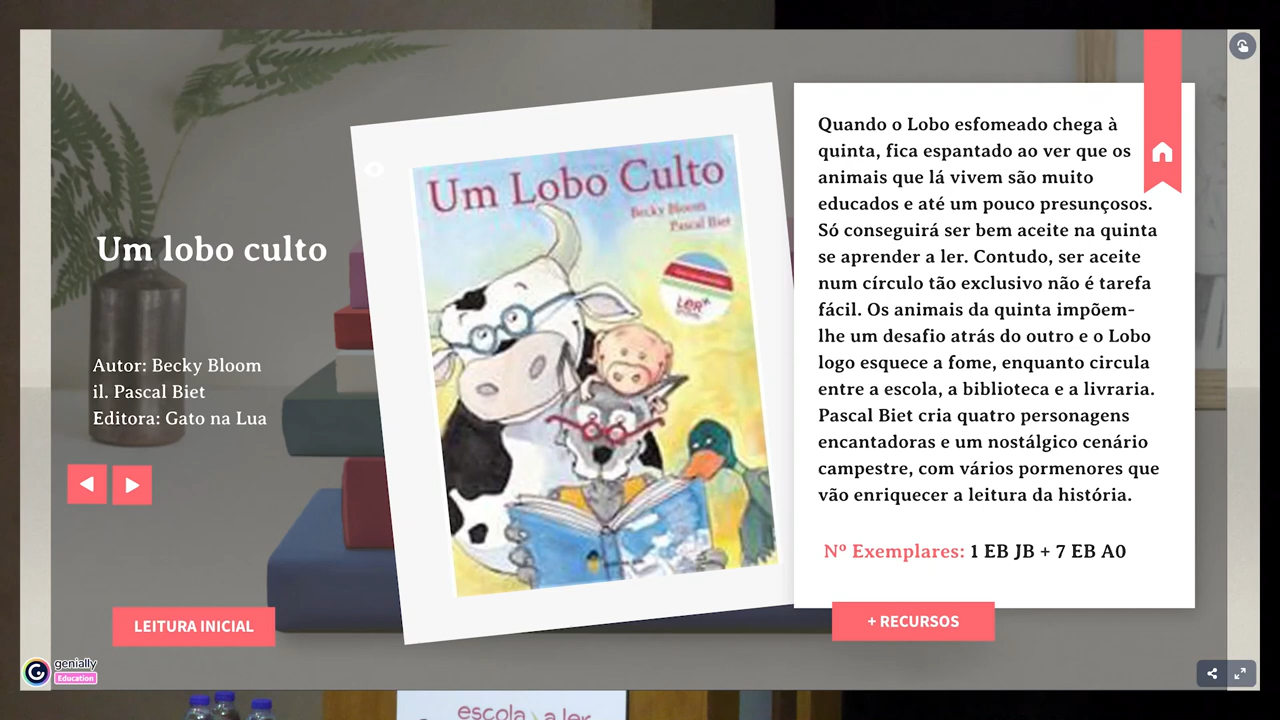 Um lobo culto
Autor: Becky Bloom
il. Pascal Biet
Editora: Gato na Lua
LEITURA INICIAL
genially
Education
Um Lobo Culto
Becky Bloom
Pascal Biet
LER+
Quando o Lobo esfomeado chega à
quinta, fica espantado ao ver que os
animais que lá vivem são muito
educados e até um pouco presunçosos.
Só conseguirá ser bem aceite na quinta
se aprender a ler. Contudo, ser aceite
num círculo tão exclusivo não é tarefa
fácil. Os animais da quinta impõem-
lhe um desafio atrás do outro e o Lobo
logo esquece a fome, enquanto circula
entre a escola, a biblioteca e a livraria.
Pascal Biet cria quatro personagens
encantadoras e um nostálgico cenário
campestre, com vários pormenores que
vão enriquecer a leitura da história.
Nº Exemplares: 1 EB JB + 7 EB A0
+ RECURSOS
escola a ler